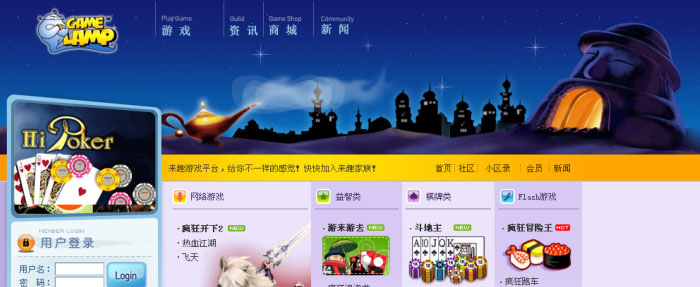 GAME LAMP
Play Game
游戏
Guild
资讯
Game Shop
商城
Community
新闻
Hi Poker
来趣游戏平台，给你不一样的感觉！快快加入来趣家族！
首页 | 社区 | 小区录 | 会员 | 新闻
网络游戏
· 疯狂开下2 NEW
· 热血江湖
· 飞天
益智类
· 游来游去 NEW
棋牌类
· 斗地主 NEW
A J Q K
Flash游戏
· 疯狂冒险王 HOT
· 疯狂跑车
MEMBER LOGIN
用户登录
用户名：
密 码：
Login